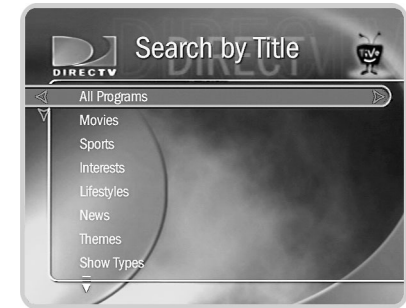 DIRECTV
Search by Title
TiVo
All Programs
Movies
Sports
Interests
Lifestyles
News
Themes
Show Types